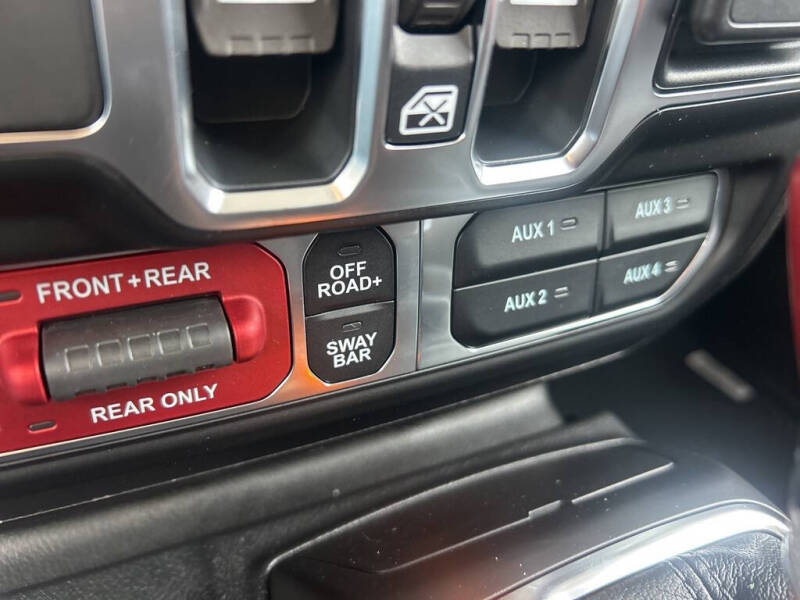 FRONT+REAR
REAR ONLY
OFF
ROAD+
SWAY
BAR
AUX 1
AUX 3
AUX 2
AUX 4